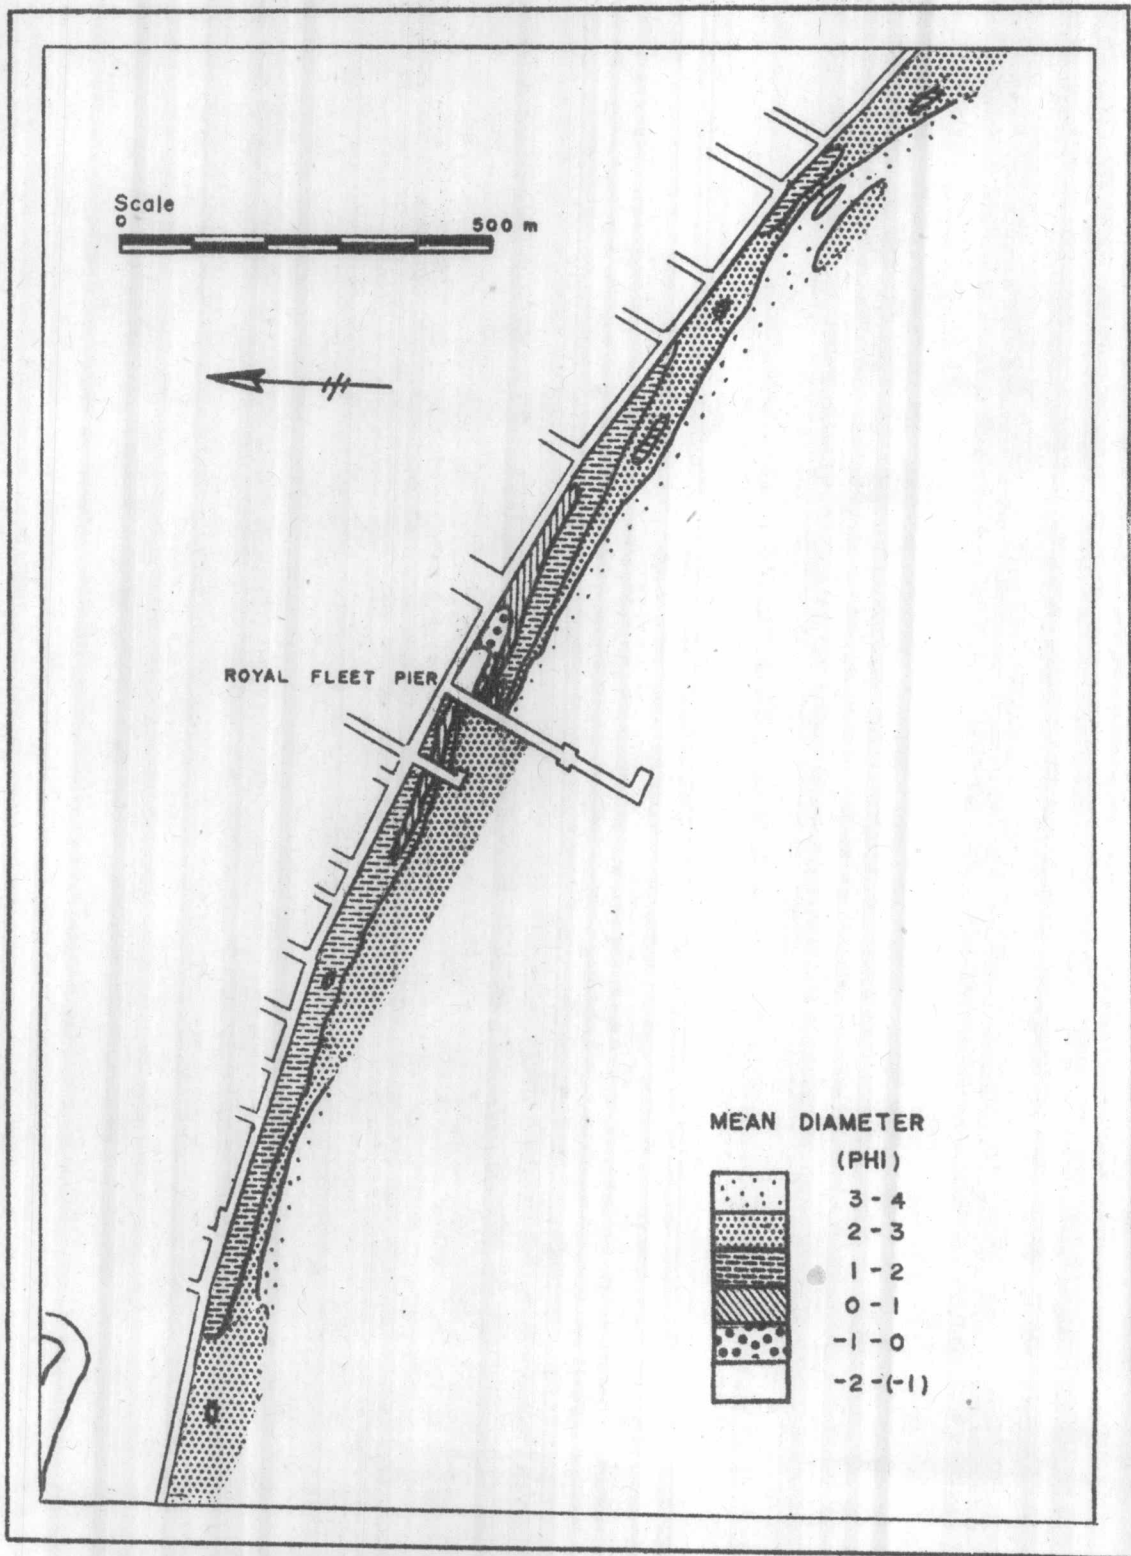 Scale
0 500 m
ROYAL FLEET PIER
MEAN DIAMETER
(PHI)
3-4
2-3
1-2
0-1
-1-0
-2-(-1)